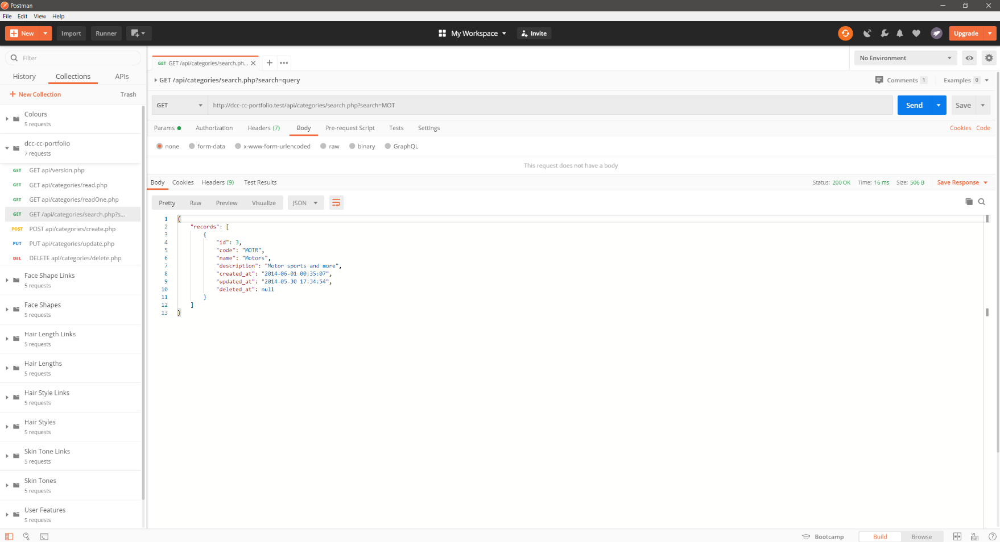 Postman
File Edit View Help
New Import Runner My Workspace Invite Upgrade
Filter
History Collections APIs
New Collection Trash
Colours
5 requests
dcc-cc-portfolio
7 requests
GET GET api/version.php
GET GET api/categories/read.php
GET GET api/categories/readOne.php
GET GET /api/categories/search.php?s...
POST POST api/categories/create.php
PUT PUT api/categories/update.php
DEL DELETE api/categories/delete.php
Face Shape Links
5 requests
Face Shapes
5 requests
Hair Length Links
5 requests
Hair Lengths
5 requests
Hair Style Links
5 requests
Hair Styles
5 requests
Skin Tone Links
5 requests
Skin Tones
5 requests
User Features
5 requests
GET GET /api/categories/search.ph... No Environment
GET /api/categories/search.php?search=query Comments 1 Examples 0
GET http://dcc-cc-portfolio.test/api/categories/search.php?search=MOT Send Save
Params Authorization Headers (7) Body Pre-request Script Tests Settings Cookies Code
none form-data x-www-form-urlencoded raw binary GraphQL
This request does not have a body
Body Cookies Headers (9) Test Results Status: 200 OK Time: 16 ms Size: 506 B Save Response
Pretty Raw Preview Visualize JSON
1 {
2 "records": [
3 {
4 "id": 3,
5 "code": "MOTR",
6 "name": "Motors",
7 "description": "Motor sports and more",
8 "created_at": "2014-06-01 00:35:07",
9 "updated_at": "2014-05-30 17:34:54",
10 "deleted_at": null
11 }
12 ]
13 }
Bootcamp Build Browse